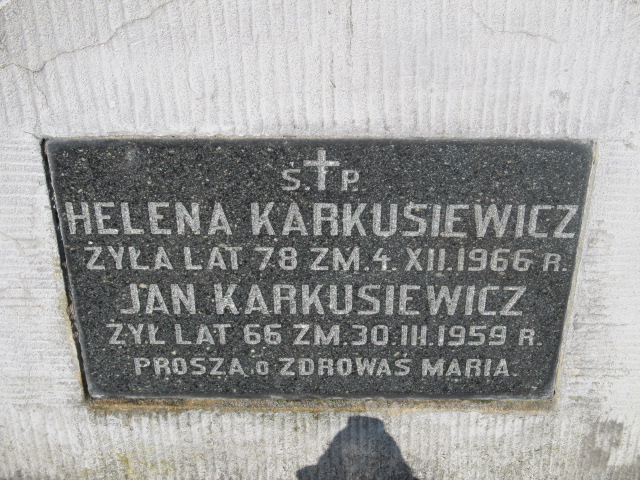 Ś.✝P.
HELENA KARKUSIEWICZ
ŻYŁA LAT 78 ZM.4.XII.1966 R.
JAN KARKUSIEWICZ
ŻYŁ LAT 66 ZM.30.III.1959 R.
PROSZĄ O ZDROWAŚ MARIA.